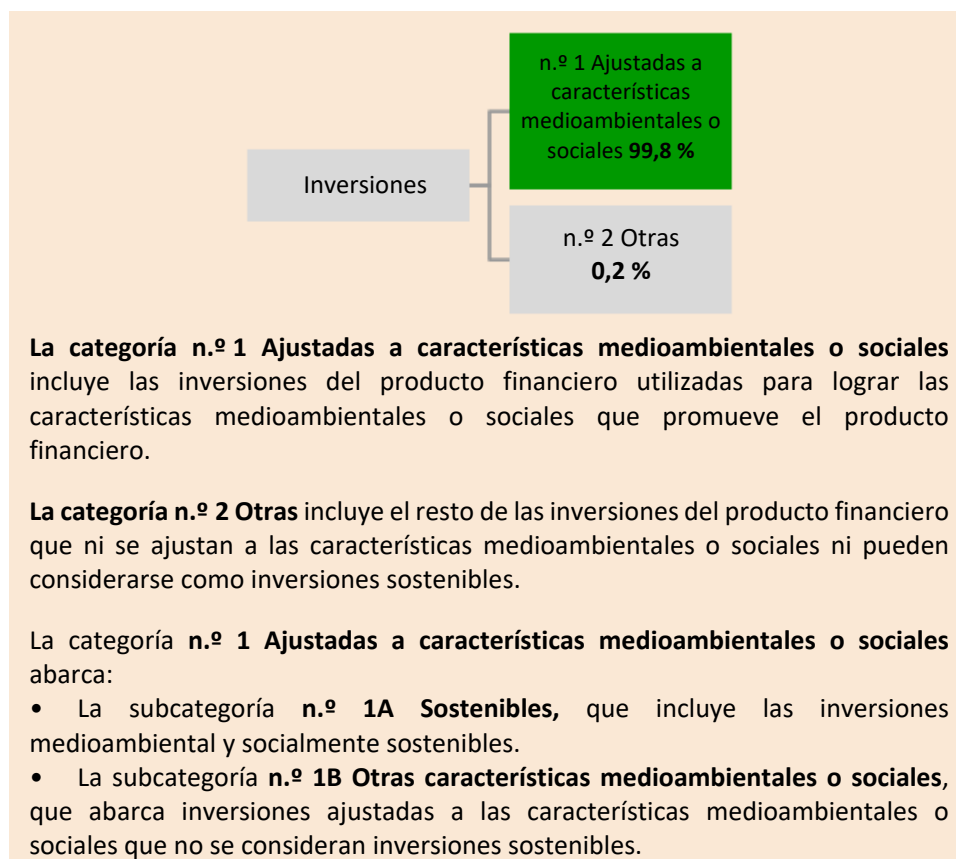 n.º 1 Ajustadas a
características
medioambientales o
sociales 99,8 %
Inversiones
n.º 2 Otras
0,2 %
La categoría n.º 1 Ajustadas a características medioambientales o sociales
incluye las inversiones del producto financiero utilizadas para lograr las
características medioambientales o sociales que promueve el producto
financiero.
La categoría n.º 2 Otras incluye el resto de las inversiones del producto financiero
que ni se ajustan a las características medioambientales o sociales ni pueden
considerarse como inversiones sostenibles.
La categoría n.º 1 Ajustadas a características medioambientales o sociales
abarca:
• La subcategoría n.º 1A Sostenibles, que incluye las inversiones
medioambiental y socialmente sostenibles.
• La subcategoría n.º 1B Otras características medioambientales o sociales,
que abarca inversiones ajustadas a las características medioambientales o
sociales que no se consideran inversiones sostenibles.